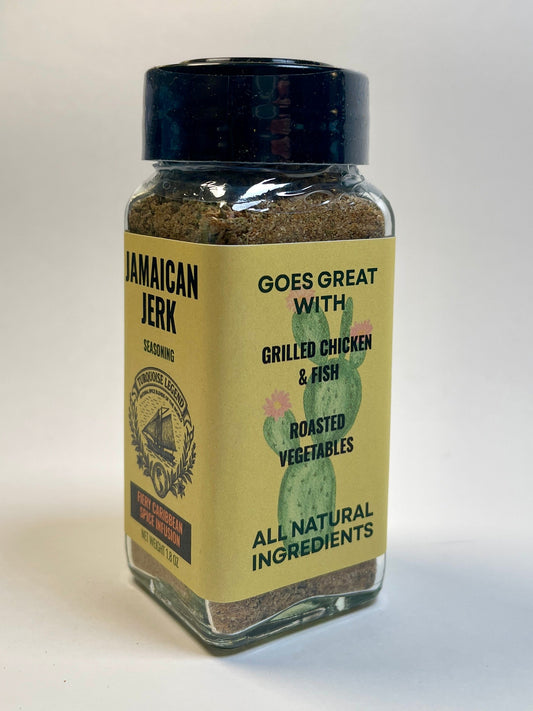 JAMAICAN
JERK
SEASONING
TURQUOISE LEGEND
FIERY CARIBBEAN
SPICE INFUSION
NET WEIGHT 1.8 OZ
GOES GREAT
WITH
GRILLED CHICKEN
& FISH
ROASTED
VEGETABLES
ALL NATURAL
INGREDIENTS